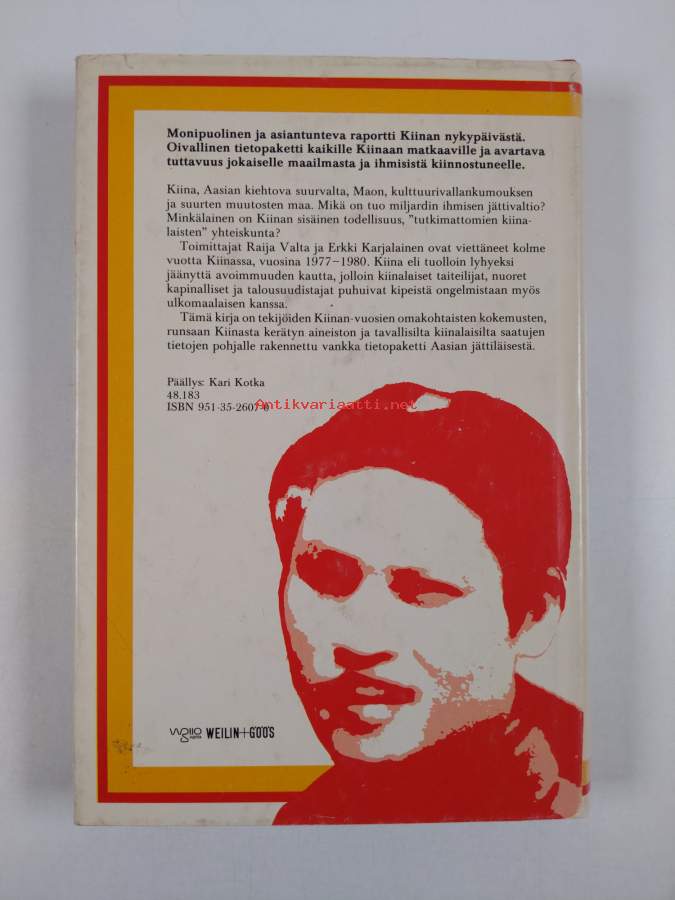 Monipuolinen ja asiantunteva raportti Kiinan nykypäivästä.
Oivallinen tietopaketti kaikille Kiinaan matkaaville ja avartava
tuttavuus jokaiselle maailmasta ja ihmisistä kiinnostuneelle.
Kiina, Aasian kiehtova suurvalta, Maon, kulttuurivallankumouksen
ja suurten muutosten maa. Mikä on tuo miljardin ihmisen jättivaltio?
Minkälainen on Kiinan sisäinen todellisuus, ”tutkimattomien kiina-
laisten” yhteiskunta?
Toimittajat Raija Valta ja Erkki Karjalainen ovat viettäneet kolme
vuotta Kiinassa, vuosina 1977–1980. Kiina eli tuolloin lyhyeksi
jäänyttä avoimmuuden kautta, jolloin kiinalaiset taiteilijat, nuoret
kapinalliset ja talousuudistajat puhuivat kipeistä ongelmistaan myös
ulkomaalaisen kanssa.
Tämä kirja on tekijöiden Kiinan-vuosien omakohtaisten kokemusten,
runsaan Kiinasta kerätyn aineiston ja tavallisilta kiinalaisilta saatujen
tietojen pohjalle rakennettu vankka tietopaketti Aasian jättiläisestä.
Päällys: Kari Kotka
48.183
Antikvariaatti.net
ISBN 951-35-2607-0
WEILIN+GÖÖS